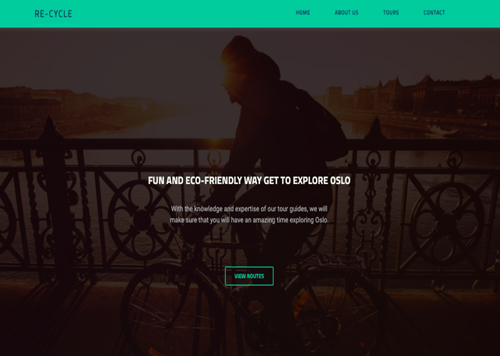 RE-CYCLE
HOME ABOUT US TOURS CONTACT
FUN AND ECO-FRIENDLY WAY GET TO EXPLORE OSLO
With the knowledge and expertise of our tour guides, we will
make sure that you will have an amazing time exploring Oslo
VIEW ROUTES